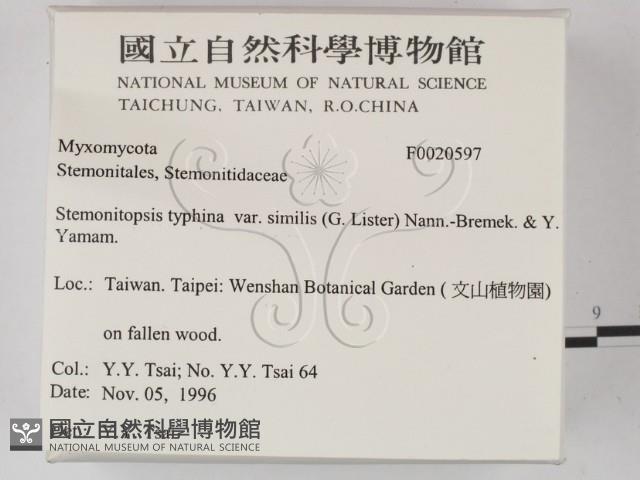 國立自然科學博物館
NATIONAL MUSEUM OF NATURAL SCIENCE
TAICHUNG, TAIWAN, R.O.CHINA
Myxomycota F0020597
Stemonitales, Stemonitidaceae
Stemonitopsis typhina var. similis (G. Lister) Nann.-Bremek. & Y.
Yamam.
Loc.: Taiwan. Taipei: Wenshan Botanical Garden (文山植物園)
on fallen wood.
Col.: Y.Y. Tsai; No. Y.Y. Tsai 64
Date: Nov. 05, 1996
國立自然科學博物館
NATIONAL MUSEUM OF NATURAL SCIENCE
9